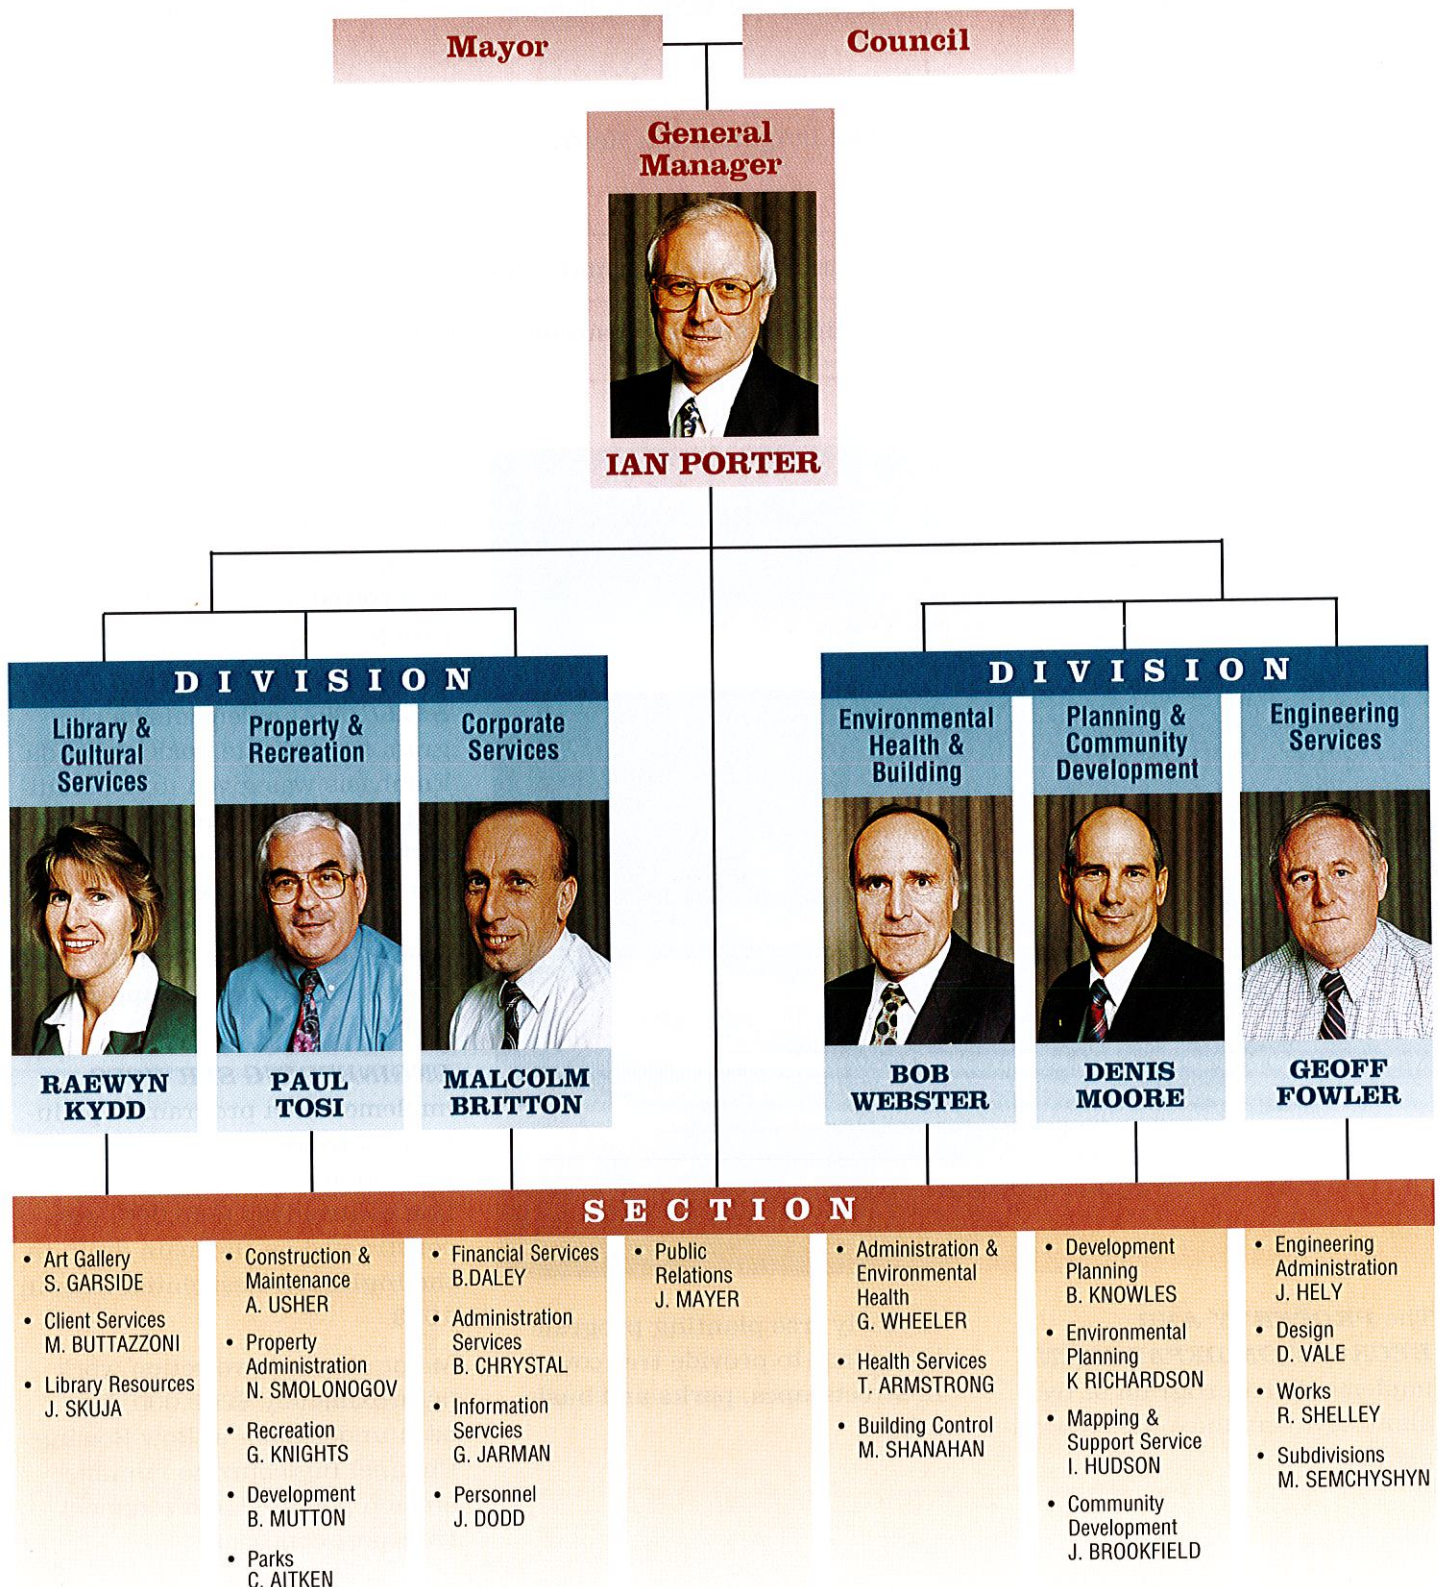 Mayor
Council
General
Manager
IAN PORTER
DIVISION
Library &
Cultural
Services
RAEWYN
KYDD
Property &
Recreation
PAUL
TOSI
Corporate
Services
MALCOLM
BRITTON
DIVISION
Environmental
Health &
Building
BOB
WEBSTER
Planning &
Community
Development
DENIS
MOORE
Engineering
Services
GEOFF
FOWLER
SECTION
• Art Gallery
S. GARSIDE
• Client Services
M. BUTTAZZONI
• Library Resources
J. SKUJA
• Construction &
Maintenance
A. USHER
• Property
Administration
N. SMOLONOGOV
• Recreation
G. KNIGHTS
• Development
B. MUTTON
• Parks
C. AITKEN
• Financial Services
B.DALEY
• Administration
Services
B. CHRYSTAL
• Information
Servcies
G. JARMAN
• Personnel
J. DODD
• Public
Relations
J. MAYER
• Administration &
Environmental
Health
G. WHEELER
• Health Services
T. ARMSTRONG
• Building Control
M. SHANAHAN
• Development
Planning
B. KNOWLES
• Environmental
Planning
K RICHARDSON
• Mapping &
Support Service
I. HUDSON
• Community
Development
J. BROOKFIELD
• Engineering
Administration
J. HELY
• Design
D. VALE
• Works
R. SHELLEY
• Subdivisions
M. SEMCHYSHYN